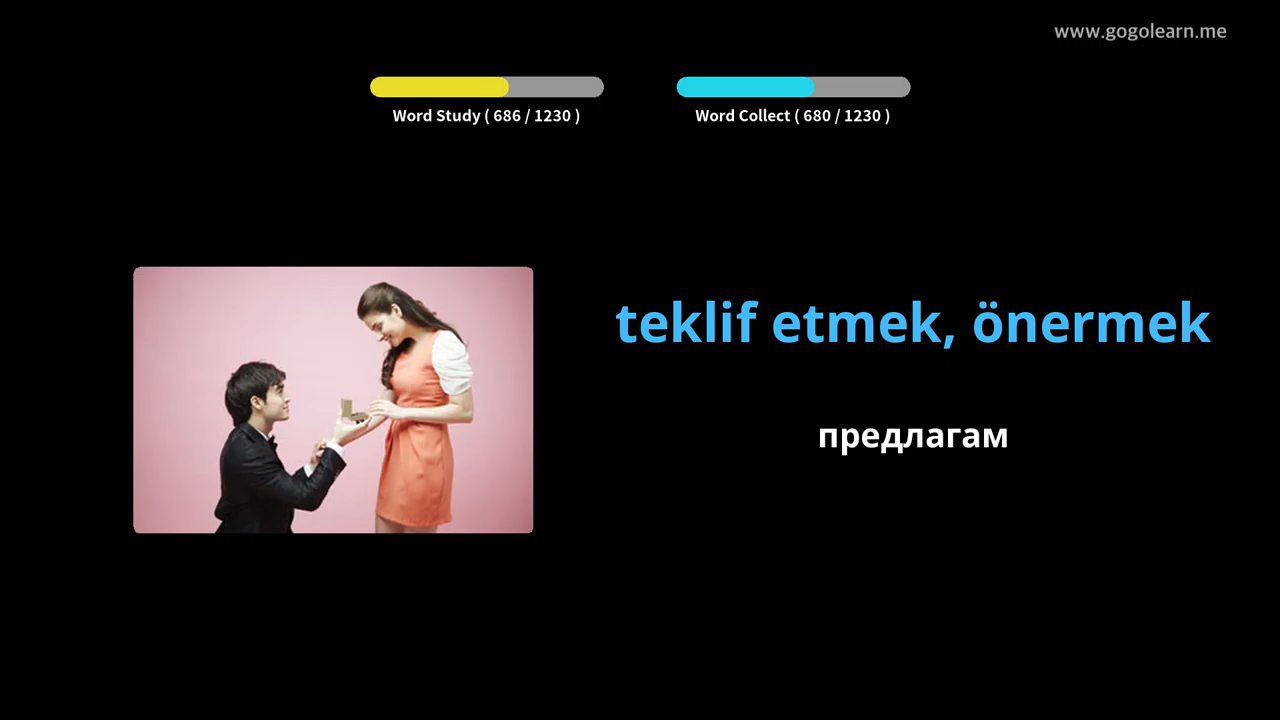 www.gogolearn.me
Word Study ( 686 / 1230 )
Word Collect ( 680 / 1230 )
teklif etmek, önermek
предлагам